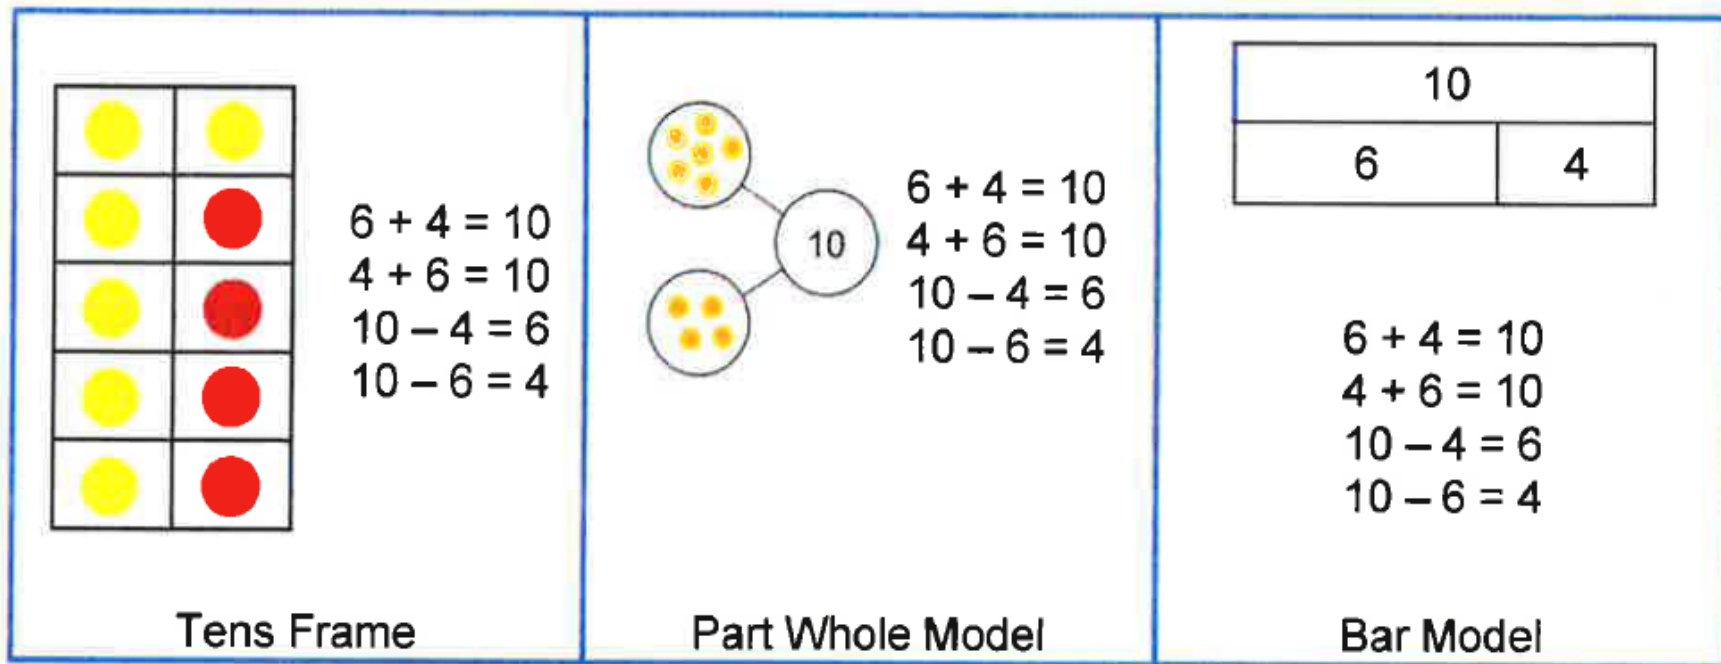 6 + 4 = 10
4 + 6 = 10
10 – 4 = 6
10 – 6 = 4
Tens Frame
10
6 + 4 = 10
4 + 6 = 10
10 – 4 = 6
10 – 6 = 4
Part Whole Model
10
6 4
6 + 4 = 10
4 + 6 = 10
10 – 4 = 6
10 – 6 = 4
Bar Model